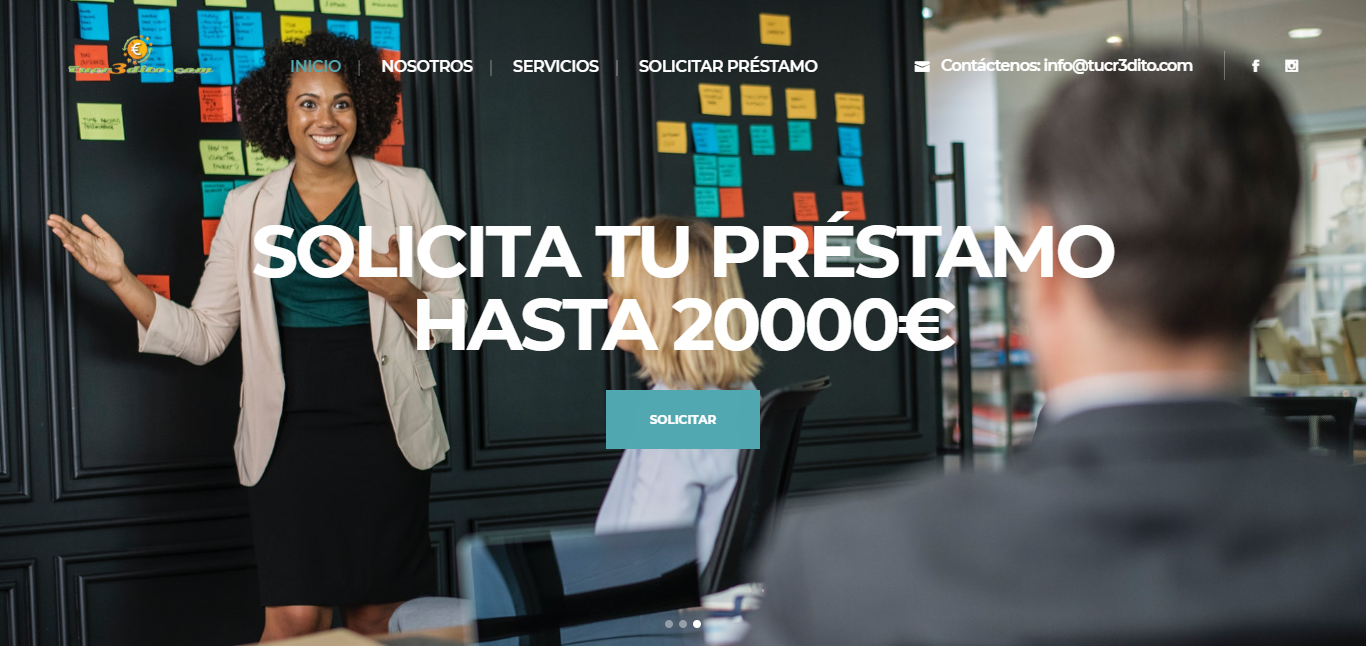 Tucr3dito.com
INICIO
NOSOTROS
SERVICIOS
SOLICITAR PRÉSTAMO
Contáctenos: info@tucr3dito.com
SOLICITA TU PRÉSTAMO
HASTA 20000€
SOLICITAR